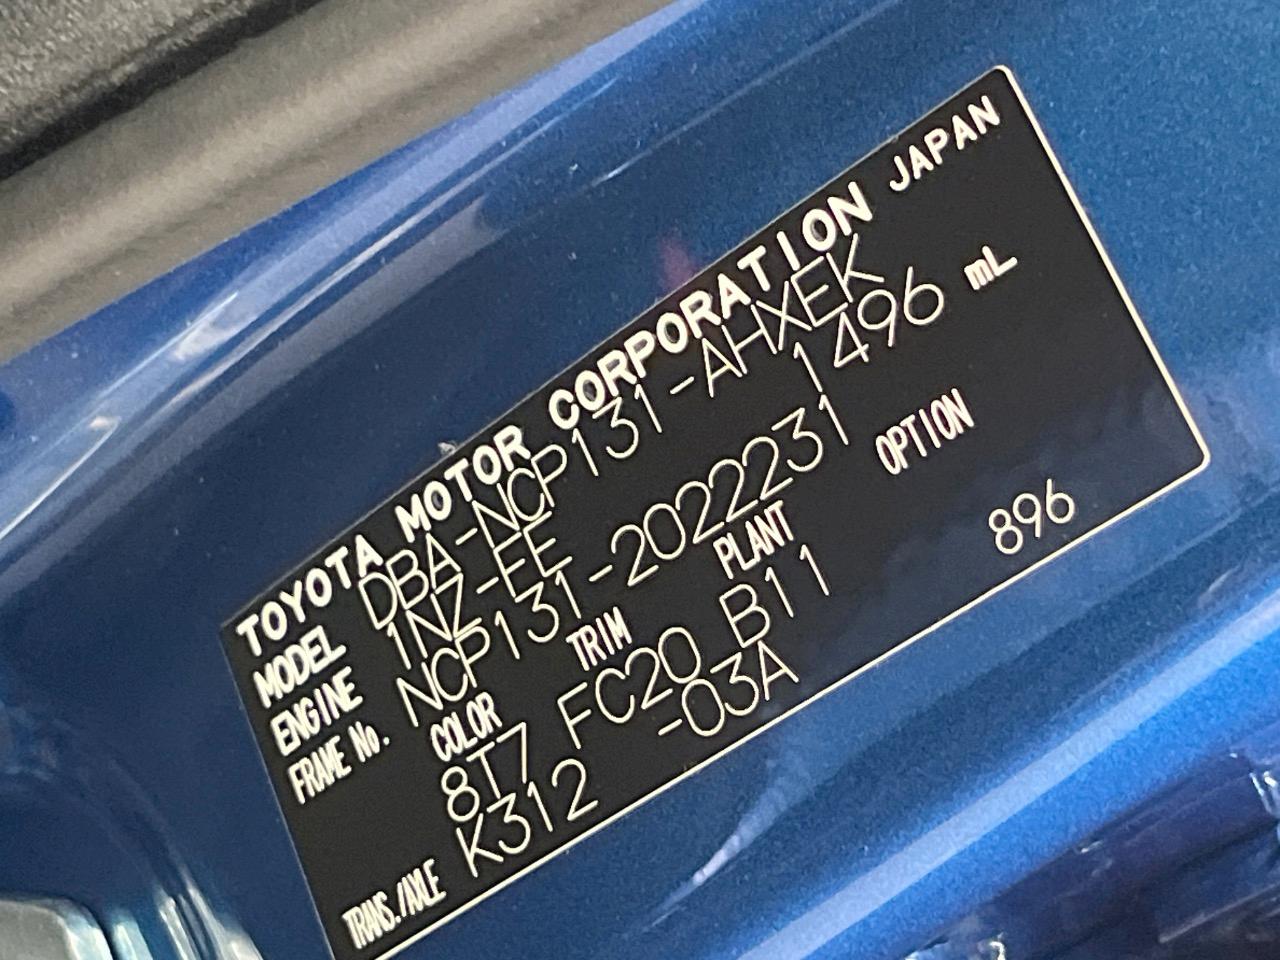 TOYOTA MOTOR CORPORATION JAPAN
MODEL DBA-NCP131-AHXEK
ENGINE 1NZ-FE 1496 mL
FRAME No. NCP131-2022231
COLOR TRIM PLANT OPTION
8T7 FC20 B11 896
TRANS./AXLE K312 -03A